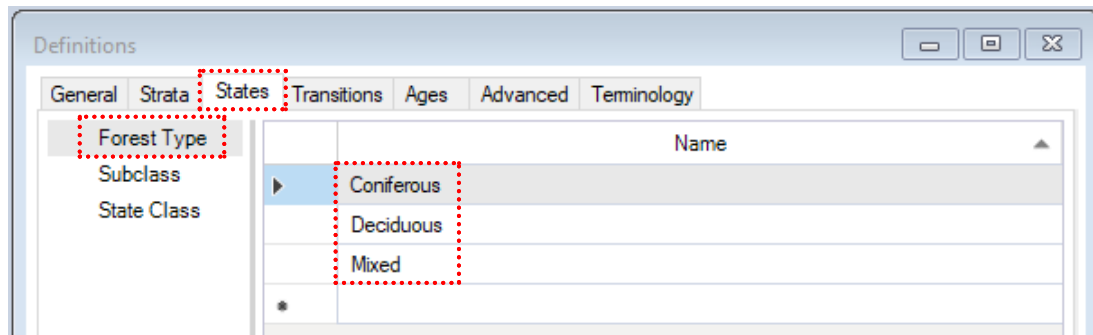 Definitions
General Strata States Transitions Ages Advanced Terminology
Forest Type
Subclass
State Class
Name
Coniferous
Deciduous
Mixed